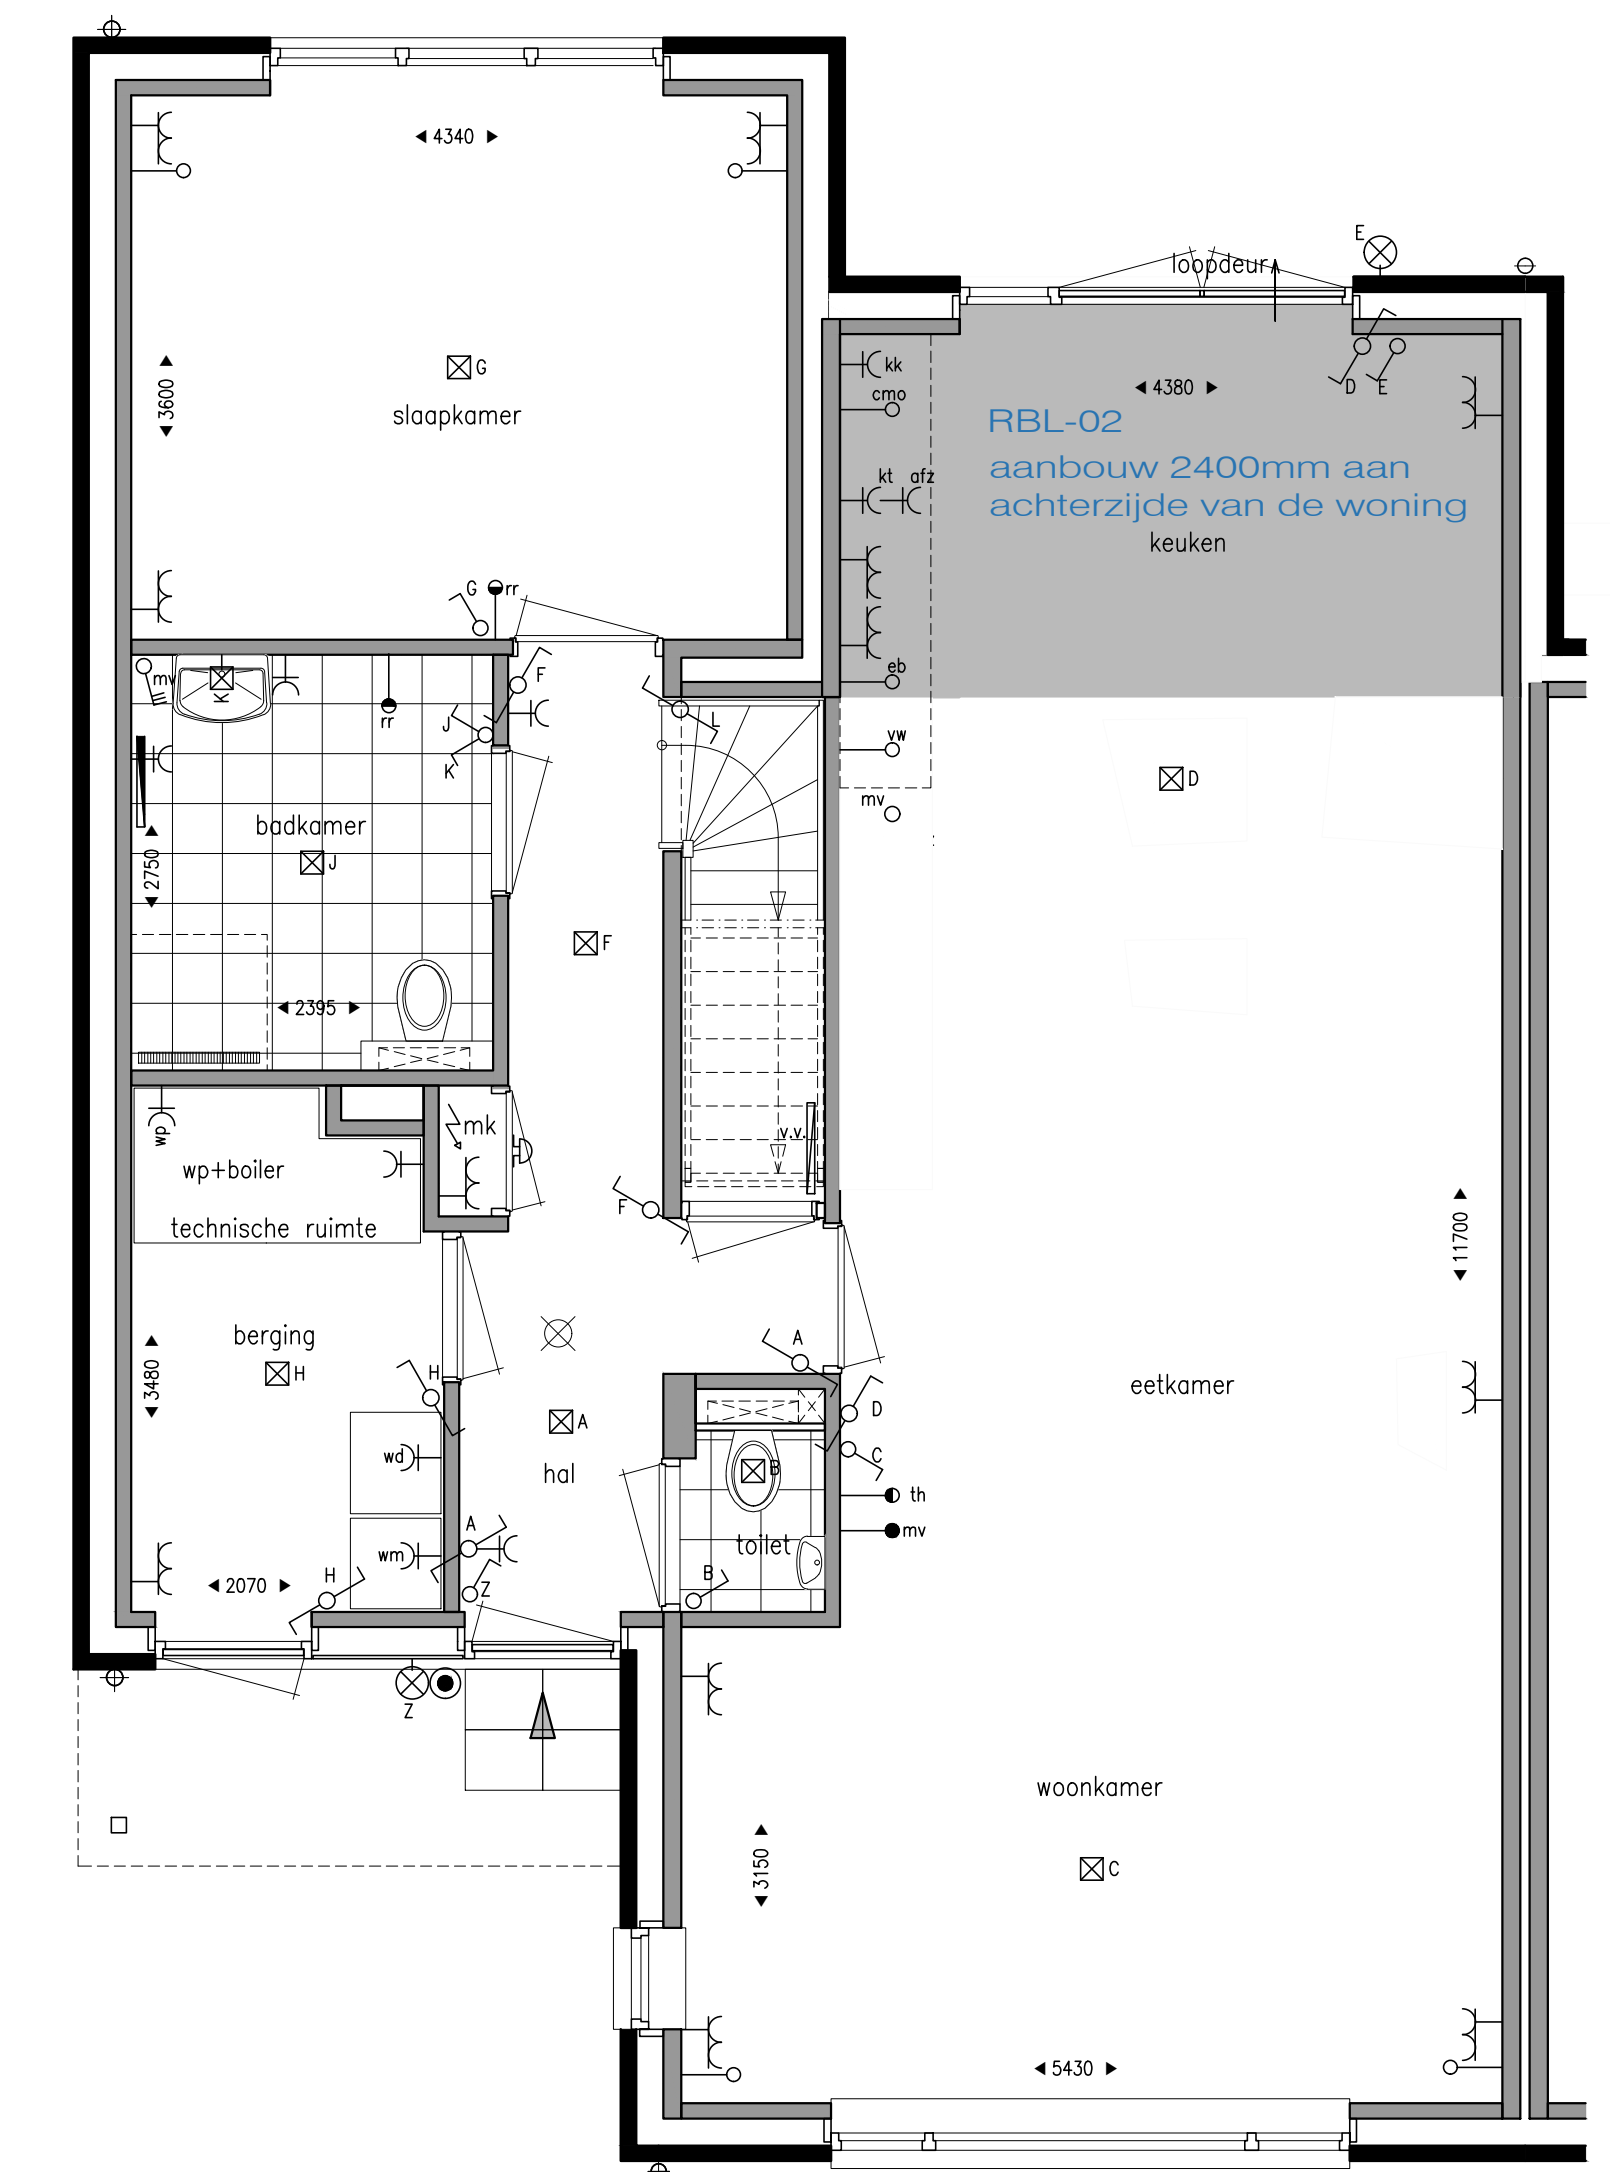 4340
E
loopdeur
3600
G
slaapkamer
kk
cmo
4380
D
E
RBL-02
aanbouw 2400mm aan
achterzijde van de woning
kt
afz
keuken
G
rr
eb
mv
K
rr
F
J
K
L
vw
mv
D
badkamer
J
2750
F
2395
wp
mk
wp+boiler
v.v.
technische ruimte
F
11700
berging
H
3480
H
A
eetkamer
D
A
C
wd
hal
B
th
A
mv
wm
toilet
2070
H
Z
B
Z
woonkamer
3150
C
5430